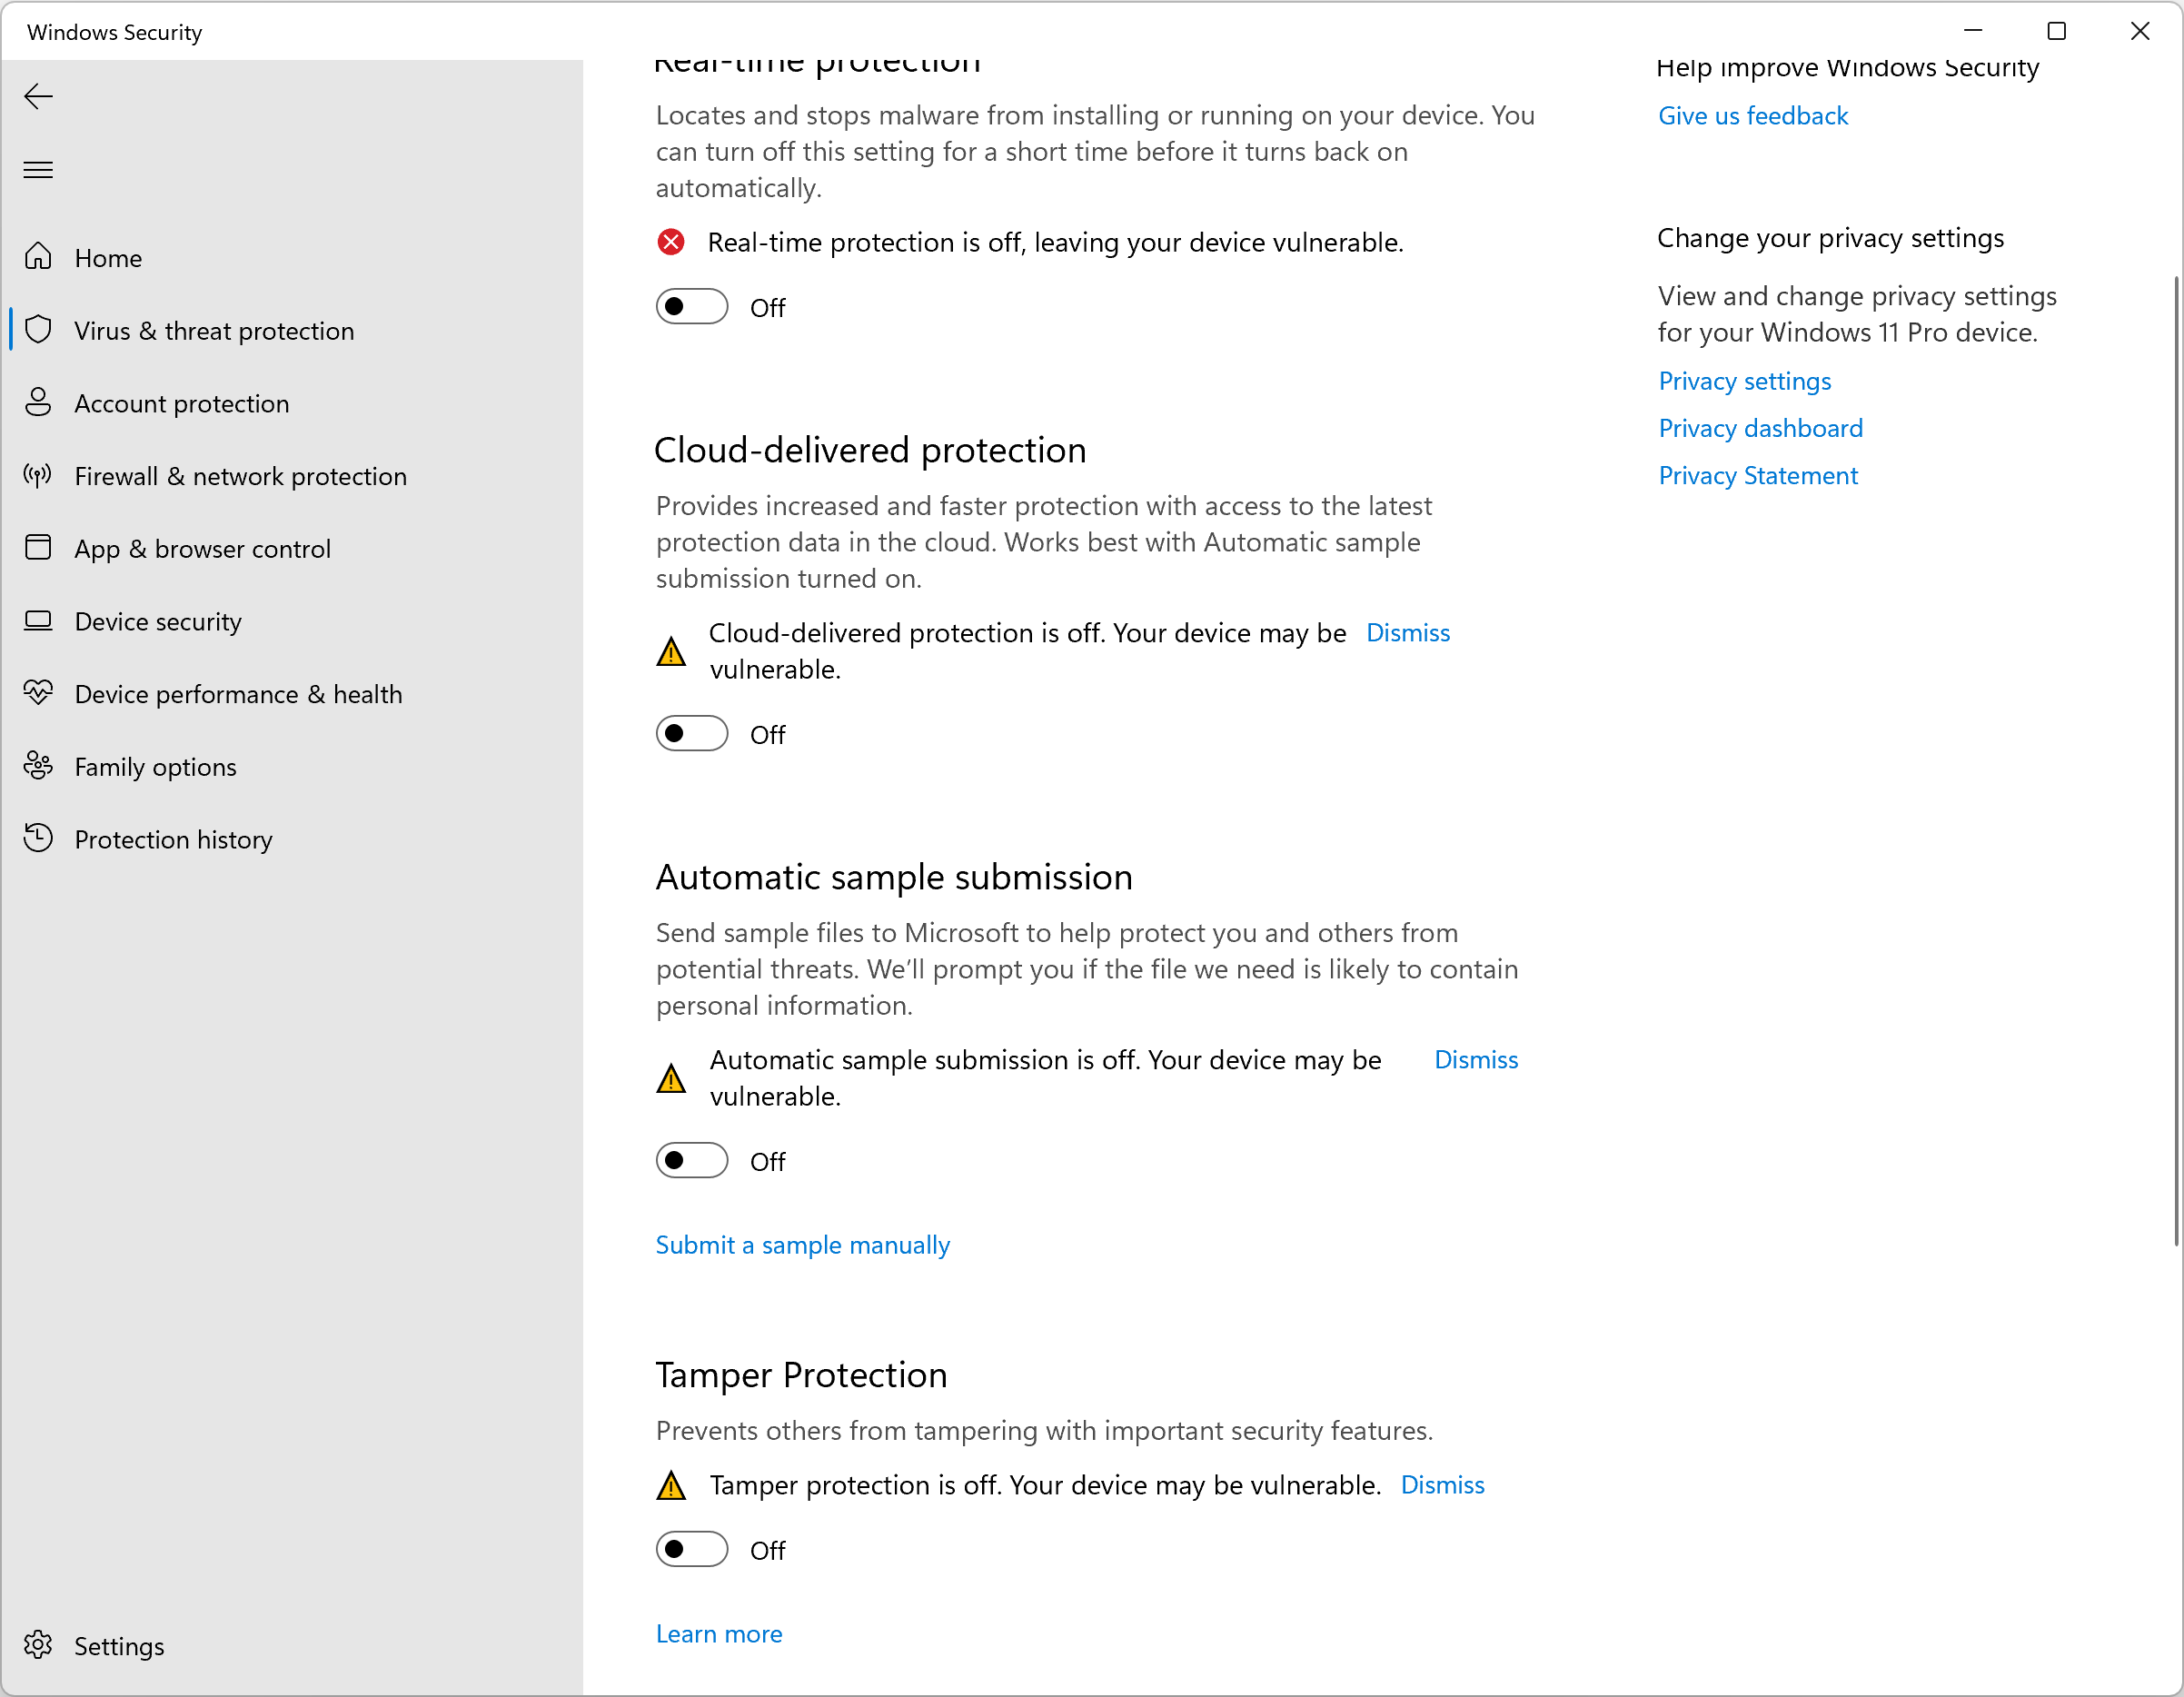 Windows Security
Home
Virus & threat protection
Account protection
Firewall & network protection
App & browser control
Device security
Device performance & health
Family options
Protection history
Settings
Real-time protection
Locates and stops malware from installing or running on your device. You
can turn off this setting for a short time before it turns back on
automatically.
Real-time protection is off, leaving your device vulnerable.
Off
Cloud-delivered protection
Provides increased and faster protection with access to the latest
protection data in the cloud. Works best with Automatic sample
submission turned on.
Cloud-delivered protection is off. Your device may be Dismiss
vulnerable.
Off
Automatic sample submission
Send sample files to Microsoft to help protect you and others from
potential threats. We’ll prompt you if the file we need is likely to contain
personal information.
Automatic sample submission is off. Your device may be Dismiss
vulnerable.
Off
Submit a sample manually
Tamper Protection
Prevents others from tampering with important security features.
Tamper protection is off. Your device may be vulnerable. Dismiss
Off
Learn more
Help improve Windows Security
Give us feedback
Change your privacy settings
View and change privacy settings
for your Windows 11 Pro device.
Privacy settings
Privacy dashboard
Privacy Statement